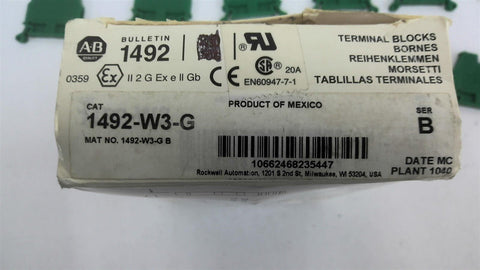 A-B
BULLETIN
1492
TERMINAL BLOCKS
BORNES
REIHENKLEMMEN
MORSETTI
TABLILLAS TERMINALES
0359 Ex II 2 G Ex e II Gb CE
20A
EN60947-7-1
PRODUCT OF MEXICO
CAT
1492-W3-G
MAT NO. 1492-W3-G B
SER
B
10662468235447
Rockwell Automation, 1201 S 2nd St, Milwaukee, WI 53204, USA
DATE MC
PLANT 1040